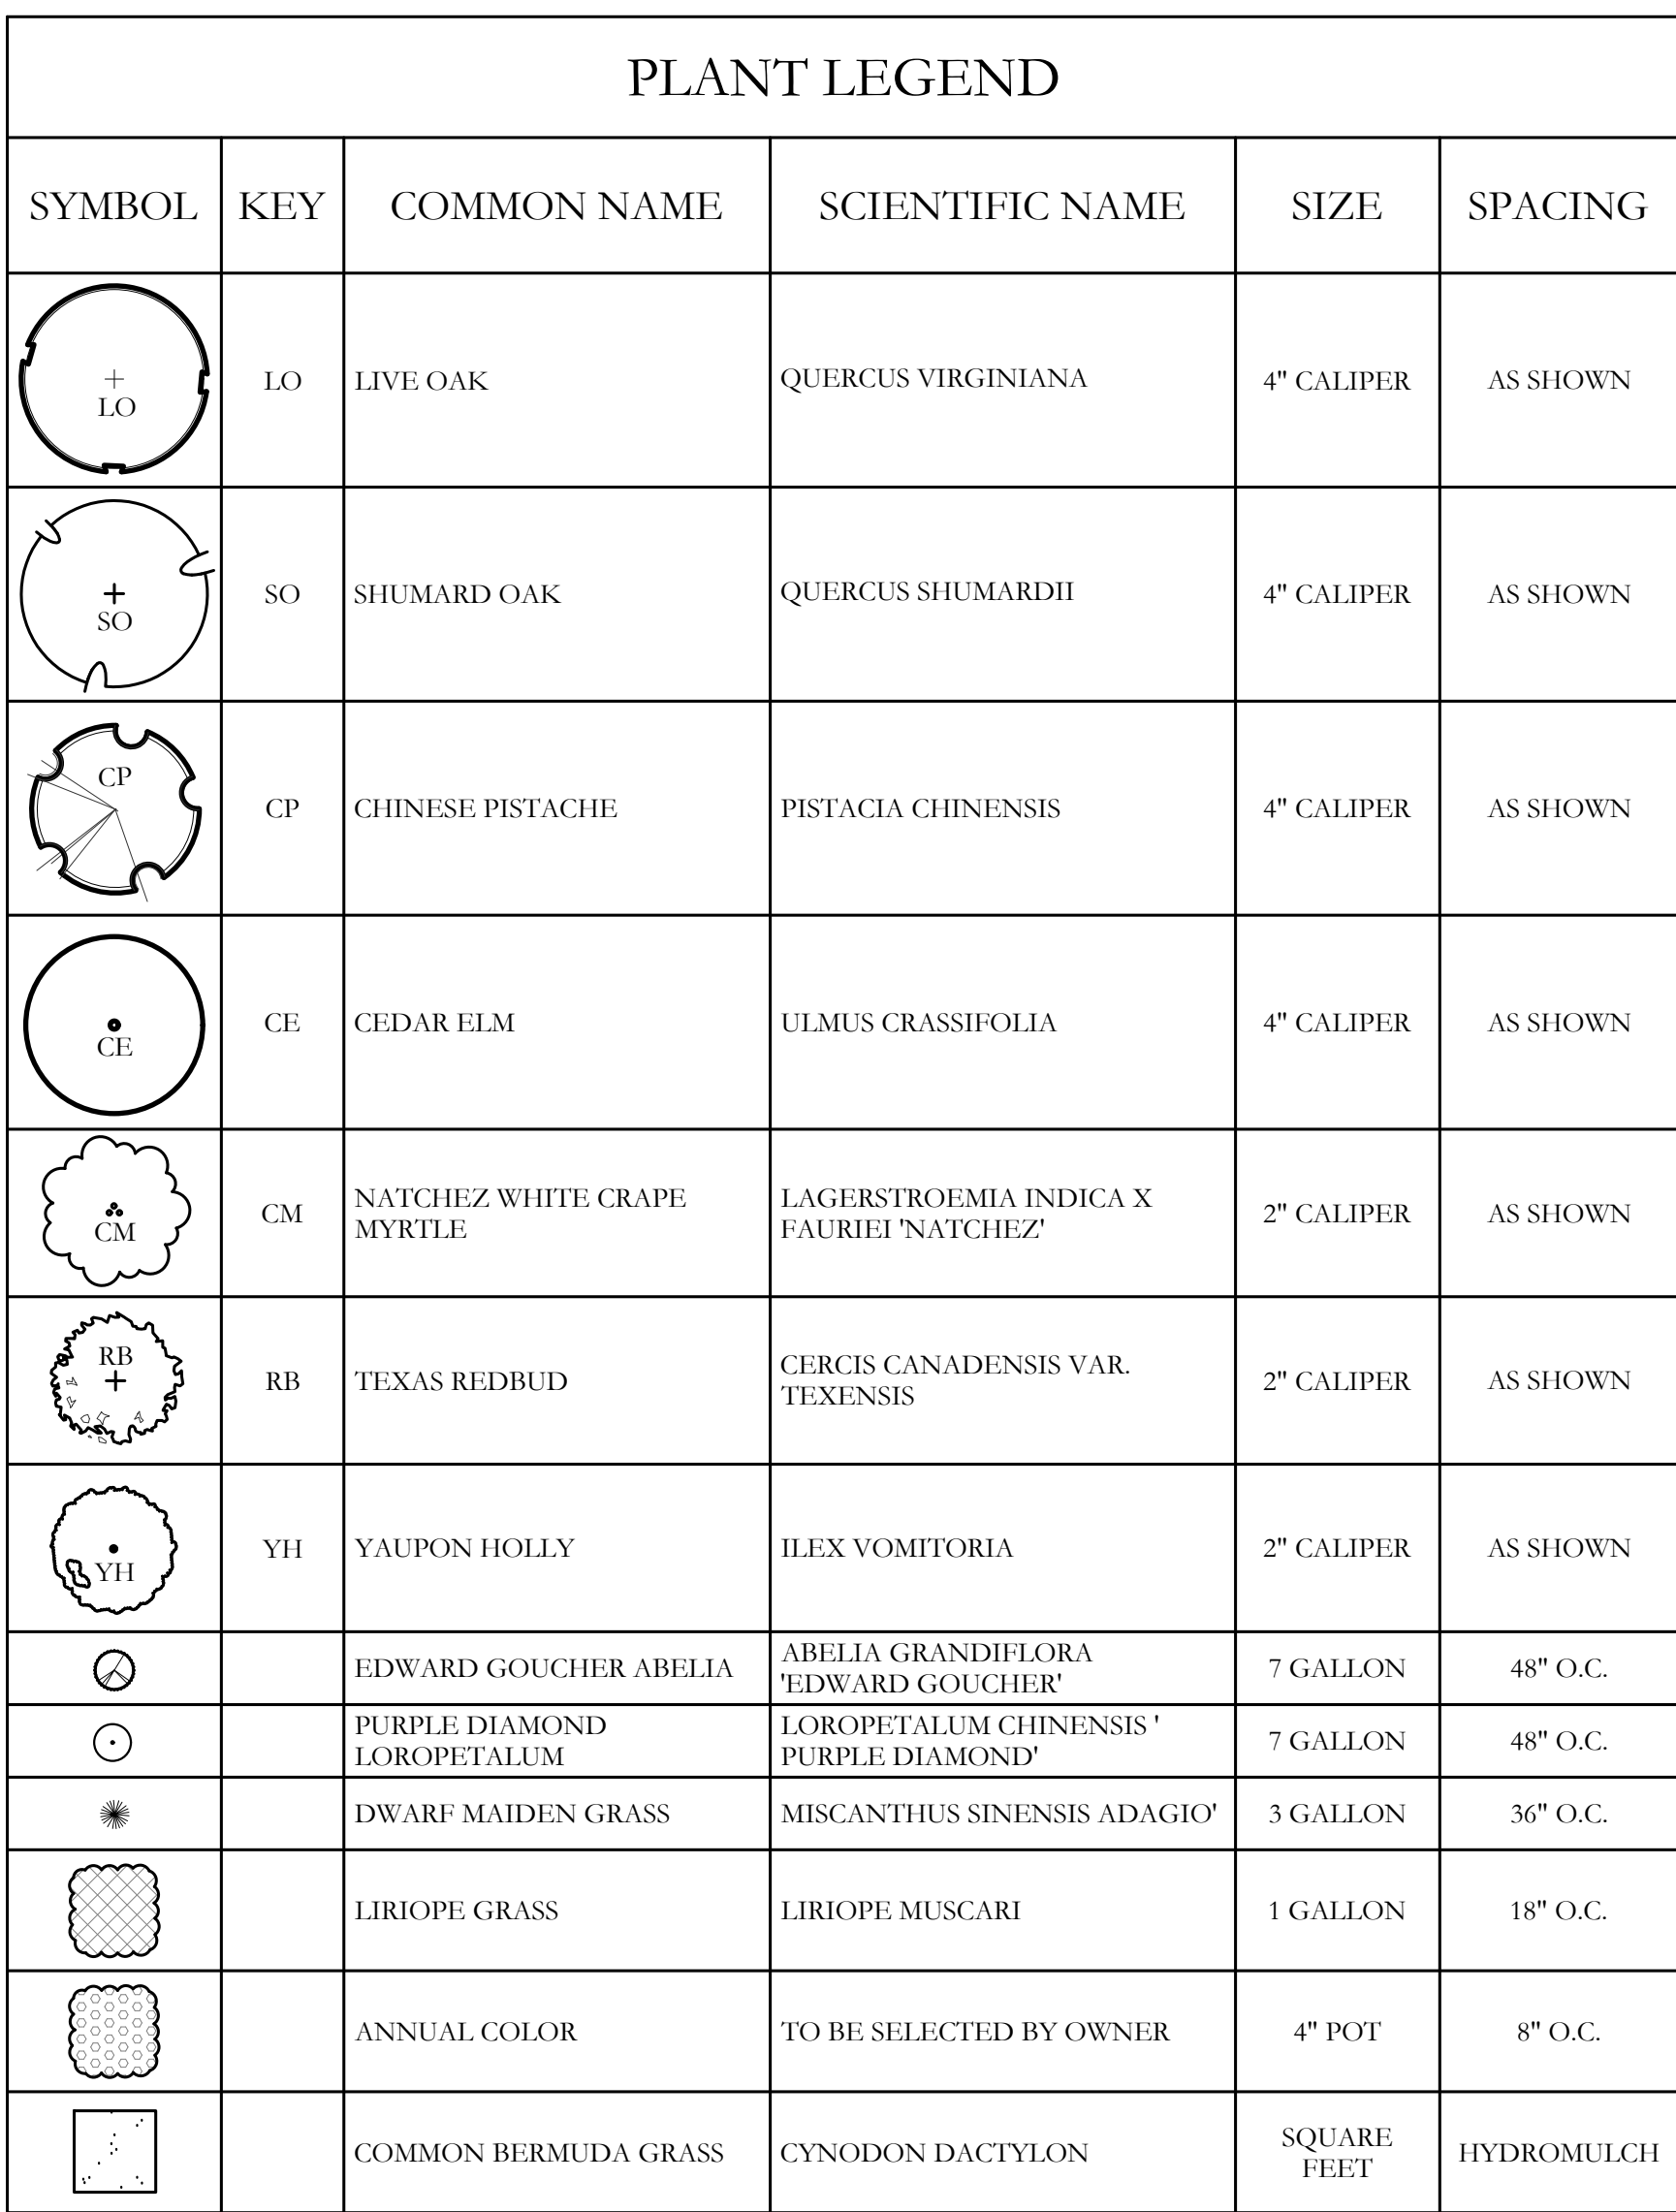 PLANT LEGEND
SYMBOL KEY COMMON NAME SCIENTIFIC NAME SIZE SPACING
LO LO LIVE OAK QUERCUS VIRGINIANA 4" CALIPER AS SHOWN
SO SO SHUMARD OAK QUERCUS SHUMARDII 4" CALIPER AS SHOWN
CP CP CHINESE PISTACHE PISTACIA CHINENSIS 4" CALIPER AS SHOWN
CE CE CEDAR ELM ULMUS CRASSIFOLIA 4" CALIPER AS SHOWN
CM CM NATCHEZ WHITE CRAPE
MYRTLE
LAGERSTROEMIA INDICA X
FAURIEI 'NATCHEZ'
2" CALIPER AS SHOWN
RB RB TEXAS REDBUD
CERCIS CANADENSIS VAR.
TEXENSIS
2" CALIPER AS SHOWN
YH YH YAUPON HOLLY ILEX VOMITORIA 2" CALIPER AS SHOWN
EDWARD GOUCHER ABELIA
ABELIA GRANDIFLORA
'EDWARD GOUCHER'
7 GALLON 48" O.C.
PURPLE DIAMOND
LOROPETALUM
LOROPETALUM CHINENSIS '
PURPLE DIAMOND'
7 GALLON 48" O.C.
DWARF MAIDEN GRASS MISCANTHUS SINENSIS ADAGIO' 3 GALLON 36" O.C.
LIRIOPE GRASS LIRIOPE MUSCARI 1 GALLON 18" O.C.
ANNUAL COLOR TO BE SELECTED BY OWNER 4" POT 8" O.C.
COMMON BERMUDA GRASS CYNODON DACTYLON
SQUARE
FEET
HYDROMULCH